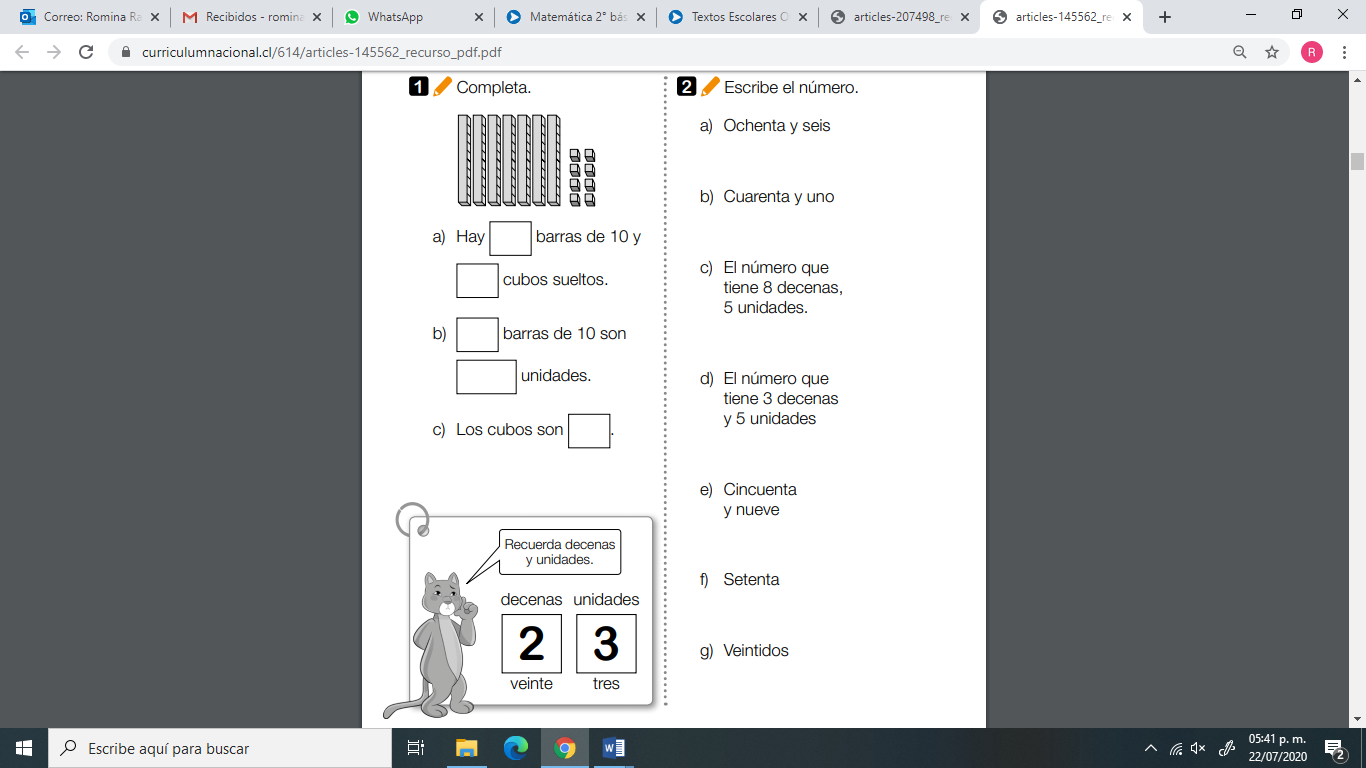 Correo: Romina Ra
Recibidos - romina
WhatsApp
Matemática 2° bás
Textos Escolares O
articles-207498_re
articles-145562_re
curriculumnacional.cl/614/articles-145562_recurso_pdf.pdf
R
1 Completa.
a) Hay barras de 10 y
cubos sueltos.
b) barras de 10 son
unidades.
c) Los cubos son .
Recuerda decenas
y unidades.
decenas unidades
2 3
veinte tres
2 Escribe el número.
a) Ochenta y seis
b) Cuarenta y uno
c) El número que
tiene 8 decenas,
5 unidades.
d) El número que
tiene 3 decenas
y 5 unidades
e) Cincuenta
y nueve
f) Setenta
g) Veintidos
Escribe aquí para buscar
05:41 p. m.
22/07/2020
2